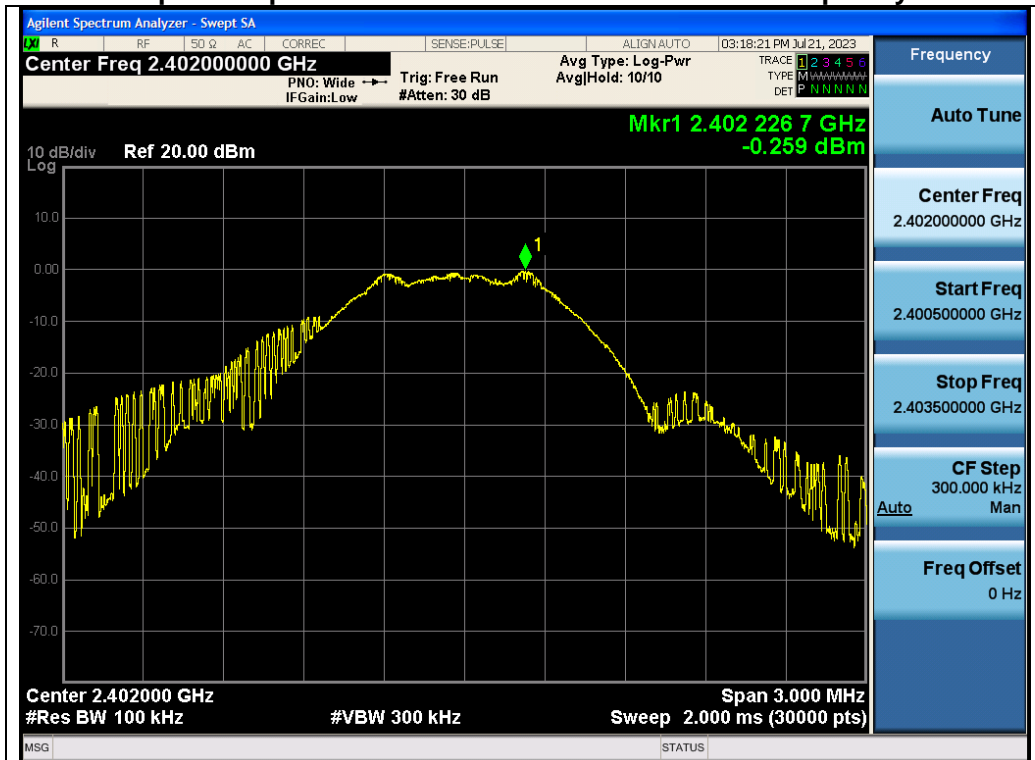 Agilent Spectrum Analyzer - Swept SA
LXI R RF 50 Ω AC CORREC SENSE:PULSE ALIGN AUTO 03:18:21 PM Jul 21, 2023
Center Freq 2.402000000 GHz
PNO: Wide
IFGain:Low
Trig: Free Run
#Atten: 30 dB
Avg Type: Log-Pwr
Avg|Hold: 10/10
TRACE 1 2 3 4 5 6
TYPE M
DET P N N N N N
Mkr1 2.402 226 7 GHz
-0.259 dBm
10 dB/div Ref 20.00 dBm
Log
10.0
0.00
-10.0
-20.0
-30.0
-40.0
-50.0
-60.0
-70.0
1
Center 2.402000 GHz Span 3.000 MHz
#Res BW 100 kHz #VBW 300 kHz Sweep 2.000 ms (30000 pts)
MSG STATUS
Frequency
Auto Tune
Center Freq
2.402000000 GHz
Start Freq
2.400500000 GHz
Stop Freq
2.403500000 GHz
CF Step
300.000 kHz
Auto Man
Freq Offset
0 Hz